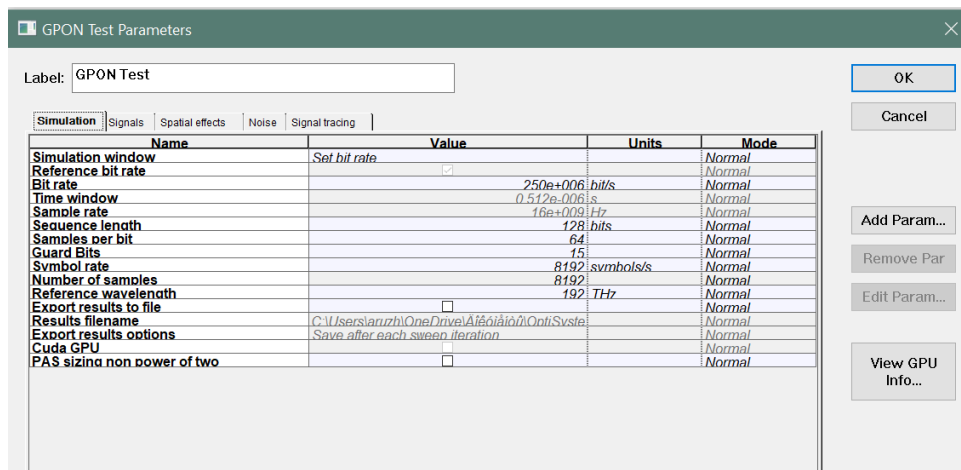 GPON Test Parameters
Label: GPON Test
OK
Cancel
Simulation Signals Spatial effects Noise Signal tracing
Name Value Units Mode
Simulation window Set bit rate Normal
Reference bit rate Normal
Bit rate 250e+006 bit/s Normal
Time window 0.512e-006 s Normal
Sample rate 16e+009 Hz Normal
Sequence length 128 bits Normal
Samples per bit 64 Normal
Guard Bits 15 Normal
Symbol rate 8192 symbols/s Normal
Number of samples 8192 Normal
Reference wavelength 192 THz Normal
Export results to file Normal
Results filename C:\Users\aruzh\OneDrive\Äîêóìåíòû\OptiSyste Normal
Export results options Save after each sweep iteration Normal
Cuda GPU Normal
PAS sizing non power of two Normal
Add Param...
Remove Par
Edit Param...
View GPU
Info...